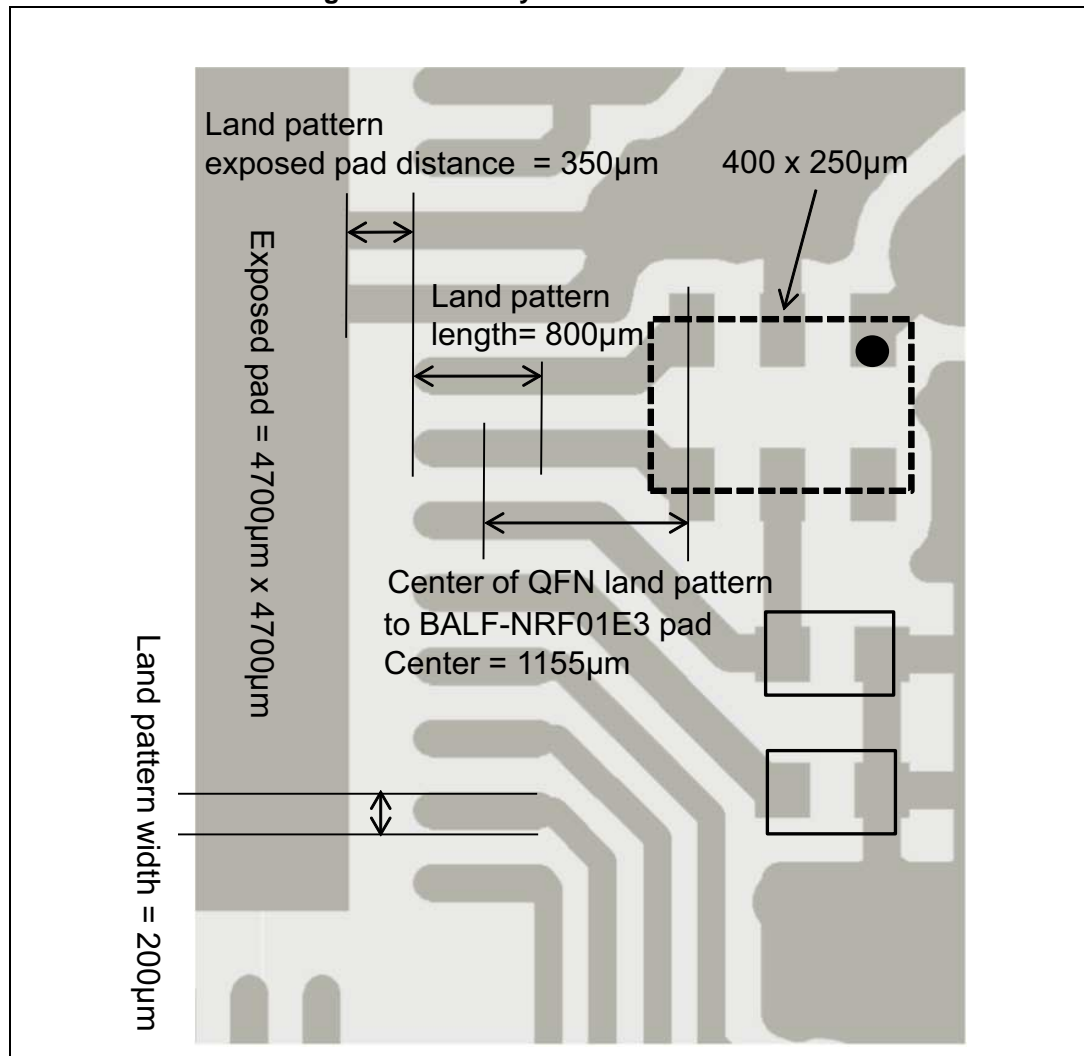 Land pattern
exposed pad distance  = 350µm
400 x 250µm
Exposed pad = 4700µm x 4700µm
Land pattern
length= 800µm
Center of QFN land pattern
to BALF-NRF01E3 pad
Center = 1155µm
Land pattern width = 200µm